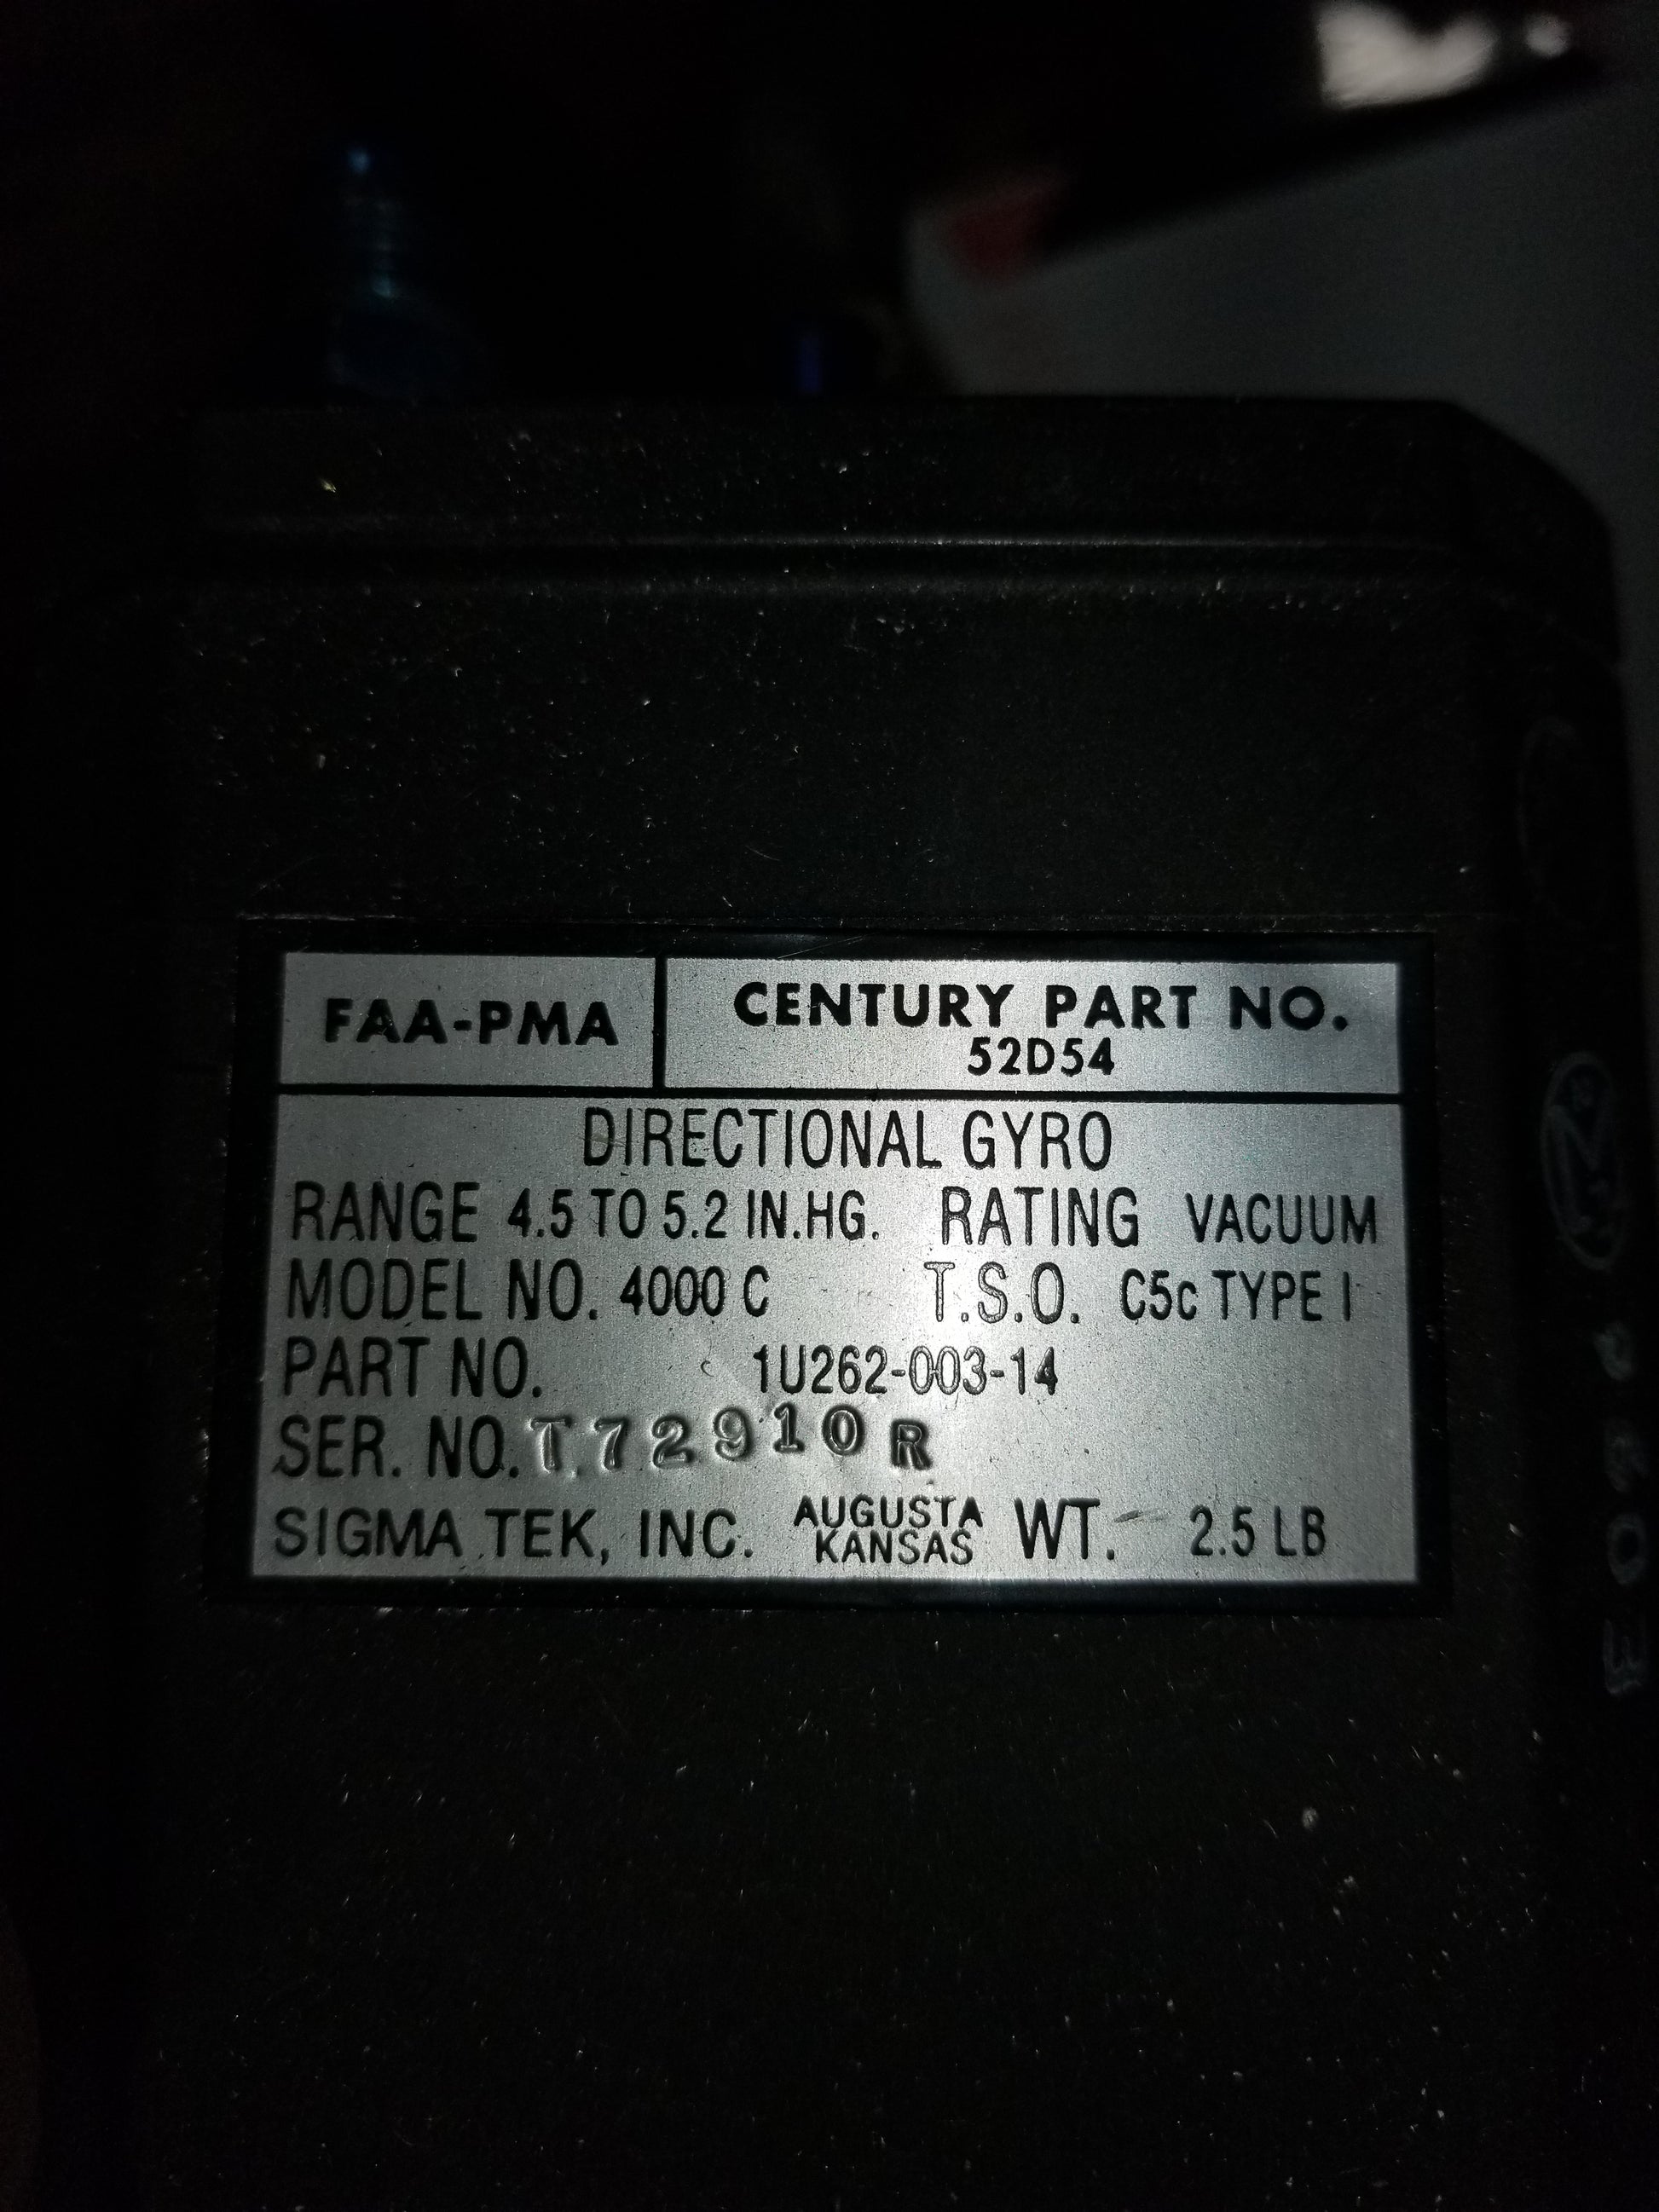 FAA-PMA
CENTURY PART NO.
52D54
DIRECTIONAL GYRO
RANGE 4.5 TO 5.2 IN.HG. RATING VACUUM
MODEL NO. 4000 C T.S.O. C5c TYPE I
PART NO. 1U262-003-14
SER. NO. T72910R
SIGMA TEK, INC. AUGUSTA KANSAS WT. 2.5 LB